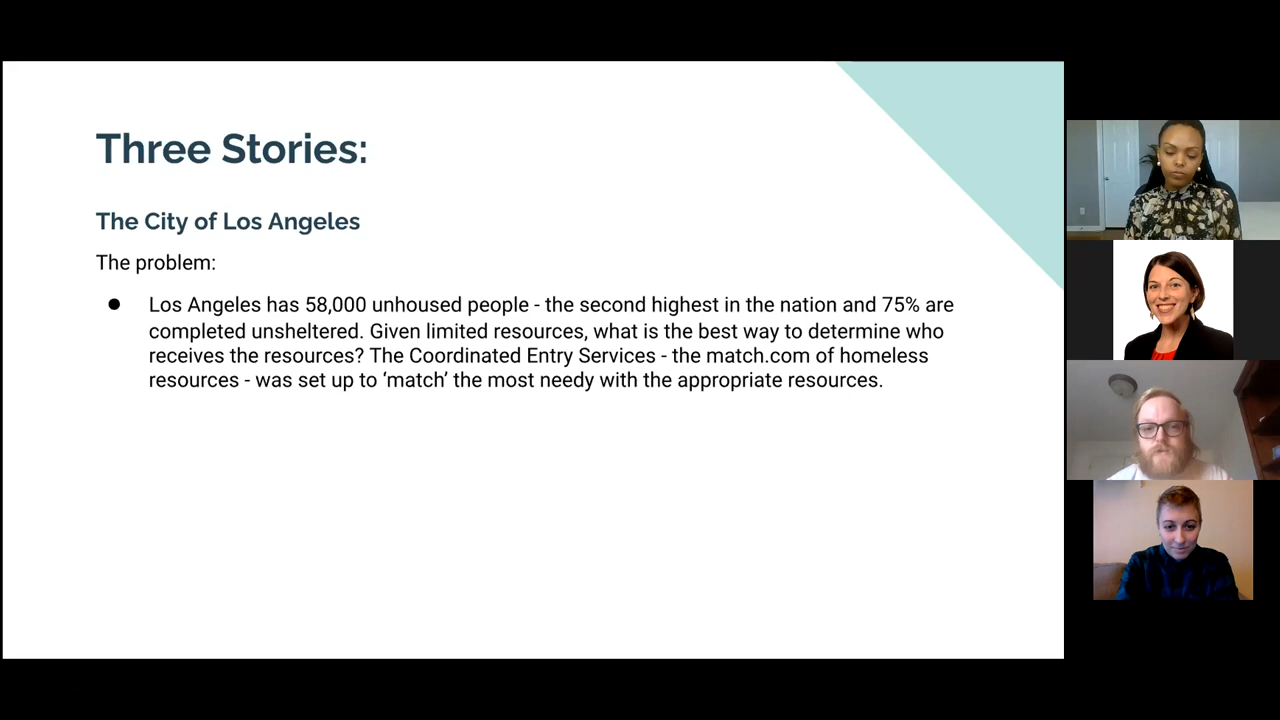 Three Stories:
The City of Los Angeles
The problem:
● Los Angeles has 58,000 unhoused people - the second highest in the nation and 75% are
completed unsheltered. Given limited resources, what is the best way to determine who
receives the resources? The Coordinated Entry Services - the match.com of homeless
resources - was set up to ‘match’ the most needy with the appropriate resources.